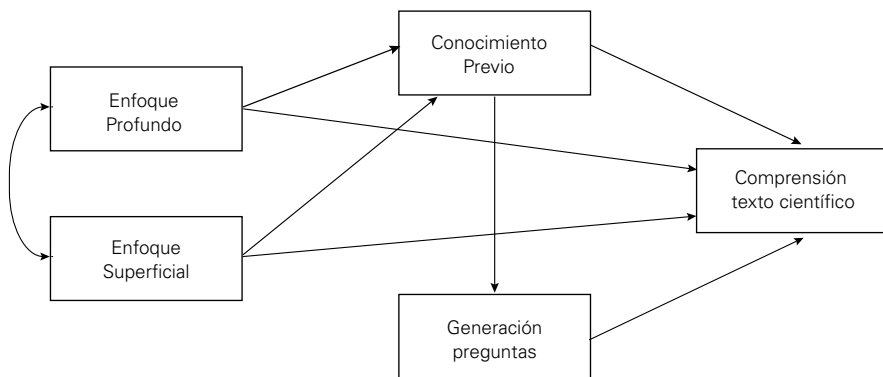 Conocimiento
Previo
Enfoque
Profundo
Comprensión
texto científico
Enfoque
Superficial
Generación
preguntas